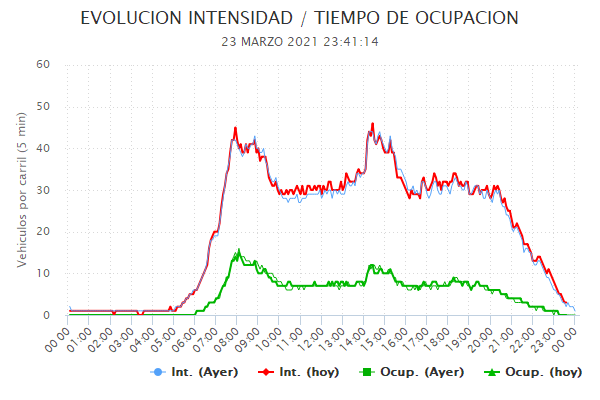 EVOLUCION INTENSIDAD / TIEMPO DE OCUPACION
23 MARZO 2021 23:41:14
Vehiculos por carril (5 min)
60
50
40
30
20
10
0
00:00 01:00 02:00 03:00 04:00 05:00 06:00 07:00 08:00 09:00 10:00 11:00 12:00 13:00 14:00 15:00 16:00 17:00 18:00 19:00 20:00 21:00 22:00 23:00 00:00
Int. (Ayer) Int. (hoy) Ocup. (Ayer) Ocup. (hoy)